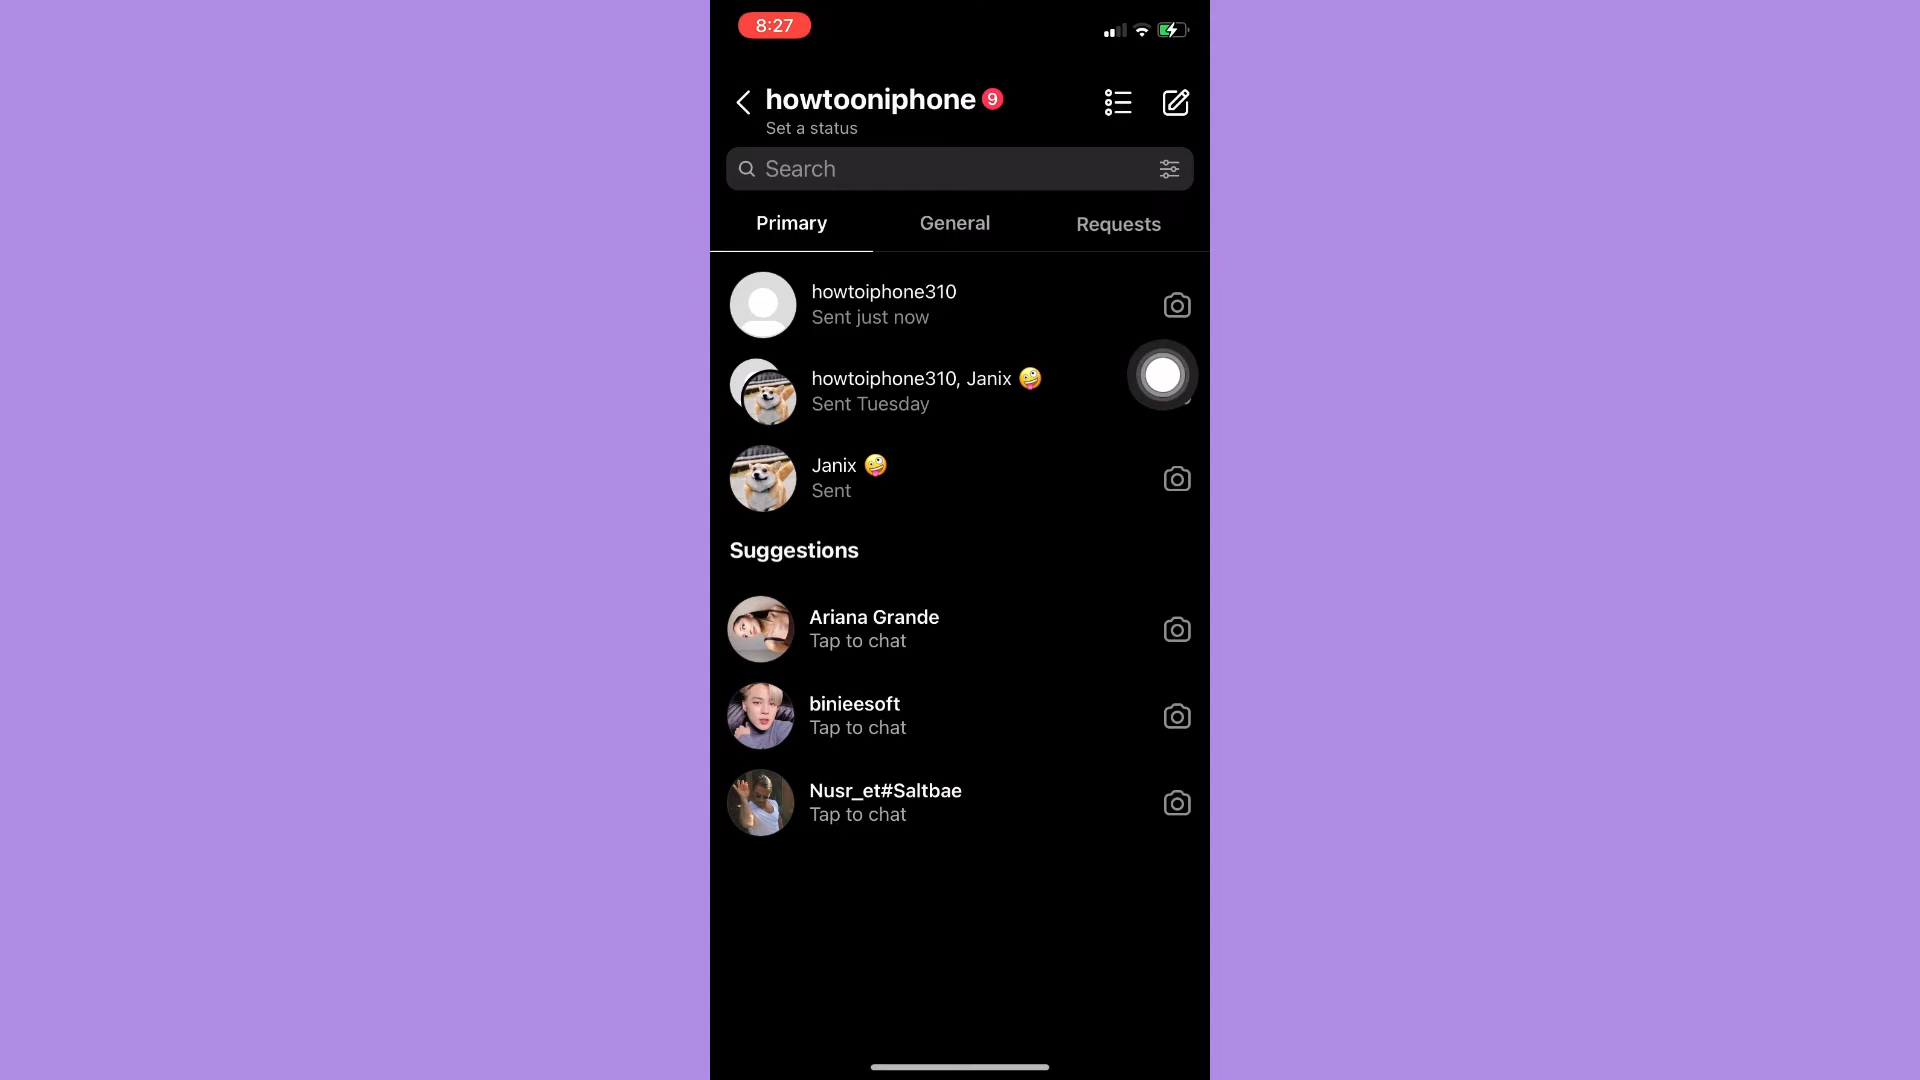 8:27
howtooniphone 9
Set a status
Search
Primary General Requests
howtoiphone310
Sent just now
howtoiphone310, Janix 🤪
Sent Tuesday
Janix 🤪
Sent
Suggestions
Ariana Grande
Tap to chat
binieesoft
Tap to chat
Nusr_et#Saltbae
Tap to chat